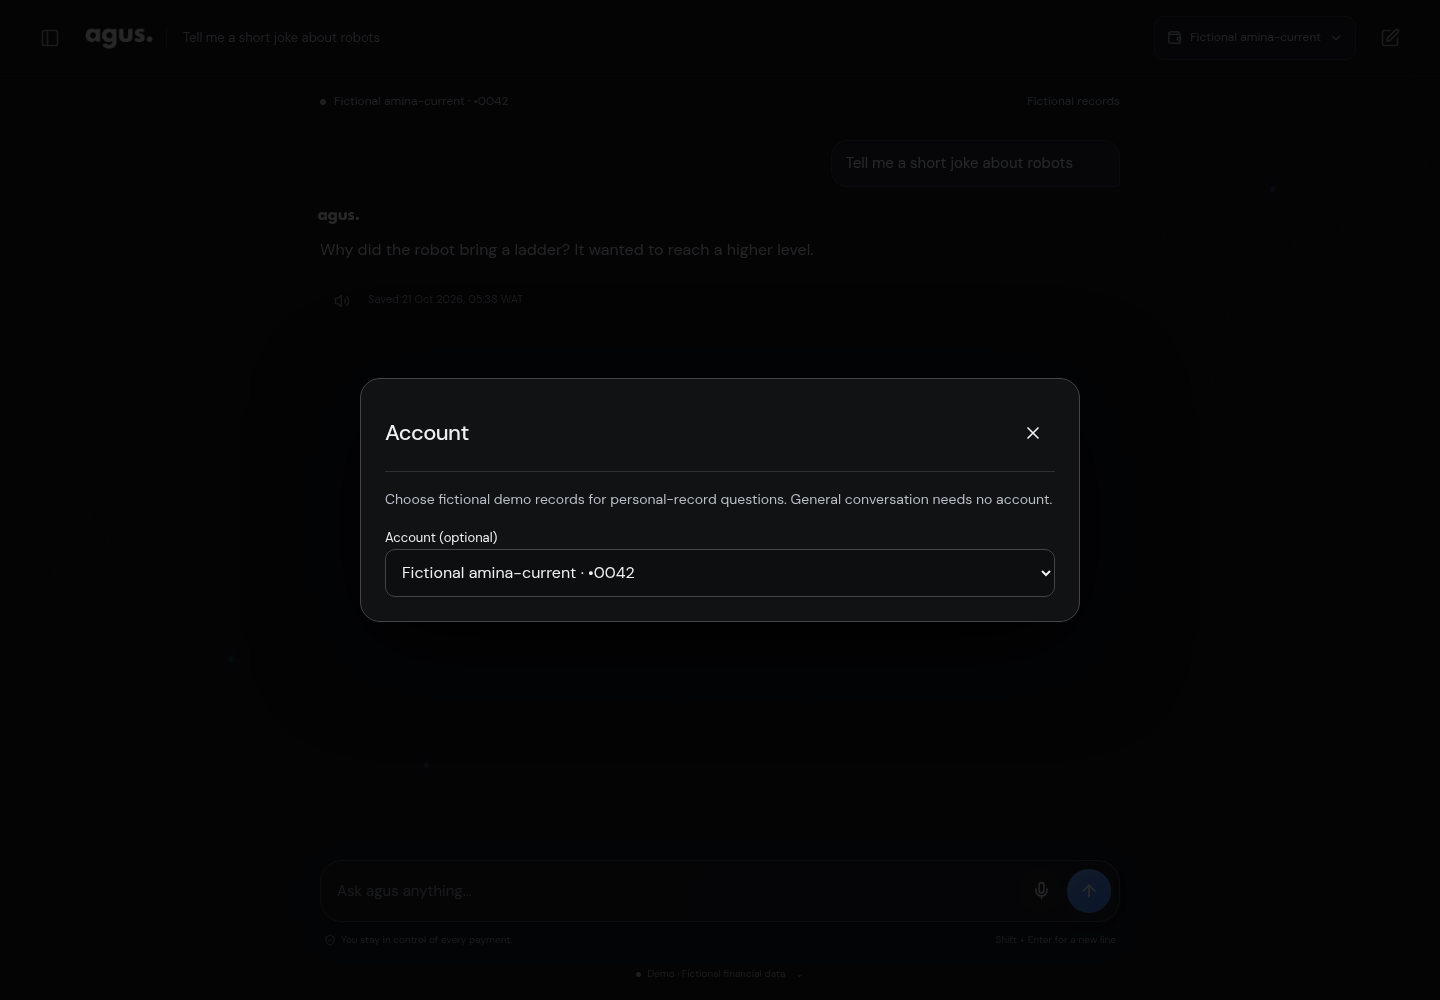 agus.
Tell me a short joke about robots
Fictional amina-current
Fictional amina-current · •0042
Fictional records
Tell me a short joke about robots
agus.
Why did the robot bring a ladder? It wanted to reach a higher level.
Saved 21 Oct 2026, 05:38 WAT
Account
Choose fictional demo records for personal-record questions. General conversation needs no account.
Account (optional)
Fictional amina-current · •0042
Ask agus anything...
You stay in control of every payment.
Shift + Enter for a new line
Demo · Fictional financial data